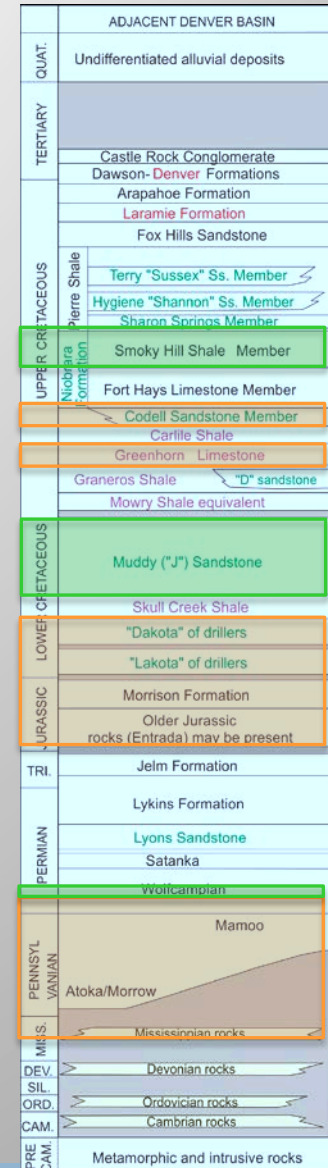 ADJACENT DENVER BASIN
QUAT.
Undifferentiated alluvial deposits
TERTIARY
Castle Rock Conglomerate
Dawson- Denver Formations
UPPER CRETACEOUS
Arapahoe Formation
Laramie Formation
Fox Hills Sandstone
Pierre Shale
Terry "Sussex" Ss. Member
Hygiene "Shannon" Ss. Member
Sharon Springs Member
Niobrara
Formation
Smoky Hill Shale Member
Fort Hays Limestone Member
Codell Sandstone Member
Carlile Shale
Greenhorn Limestone
Graneros Shale
"D" sandstone
Mowry Shale equivalent
LOWER CRETACEOUS
Muddy ("J") Sandstone
Skull Creek Shale
"Dakota" of drillers
"Lakota" of drillers
JURASSIC
Morrison Formation
Older Jurassic
rocks (Entrada) may be present
TRI.
Jelm Formation
Lykins Formation
PERMIAN
Lyons Sandstone
Satanka
Wolfcampian
PENNSYL
VANIAN
Mamoo
Atoka/Morrow
MISS.
Mississippian rocks
DEV.
Devonian rocks
SIL.
ORD.
Ordovician rocks
CAM.
Cambrian rocks
PRE
CAM.
Metamorphic and intrusive rocks